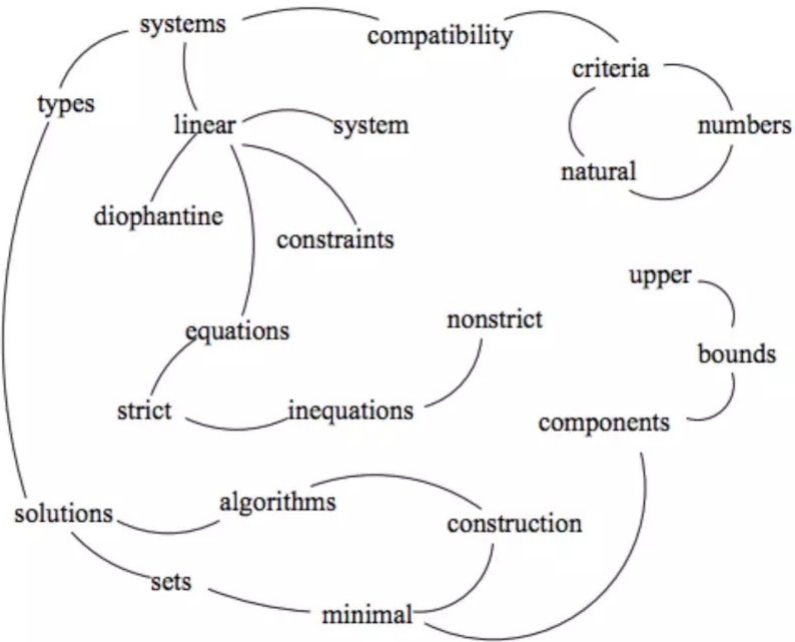 systems
compatibility
criteria
types
linear
system
numbers
natural
diophantine
constraints
upper
nonstrict
equations
bounds
strict
inequations
components
solutions
algorithms
construction
sets
minimal